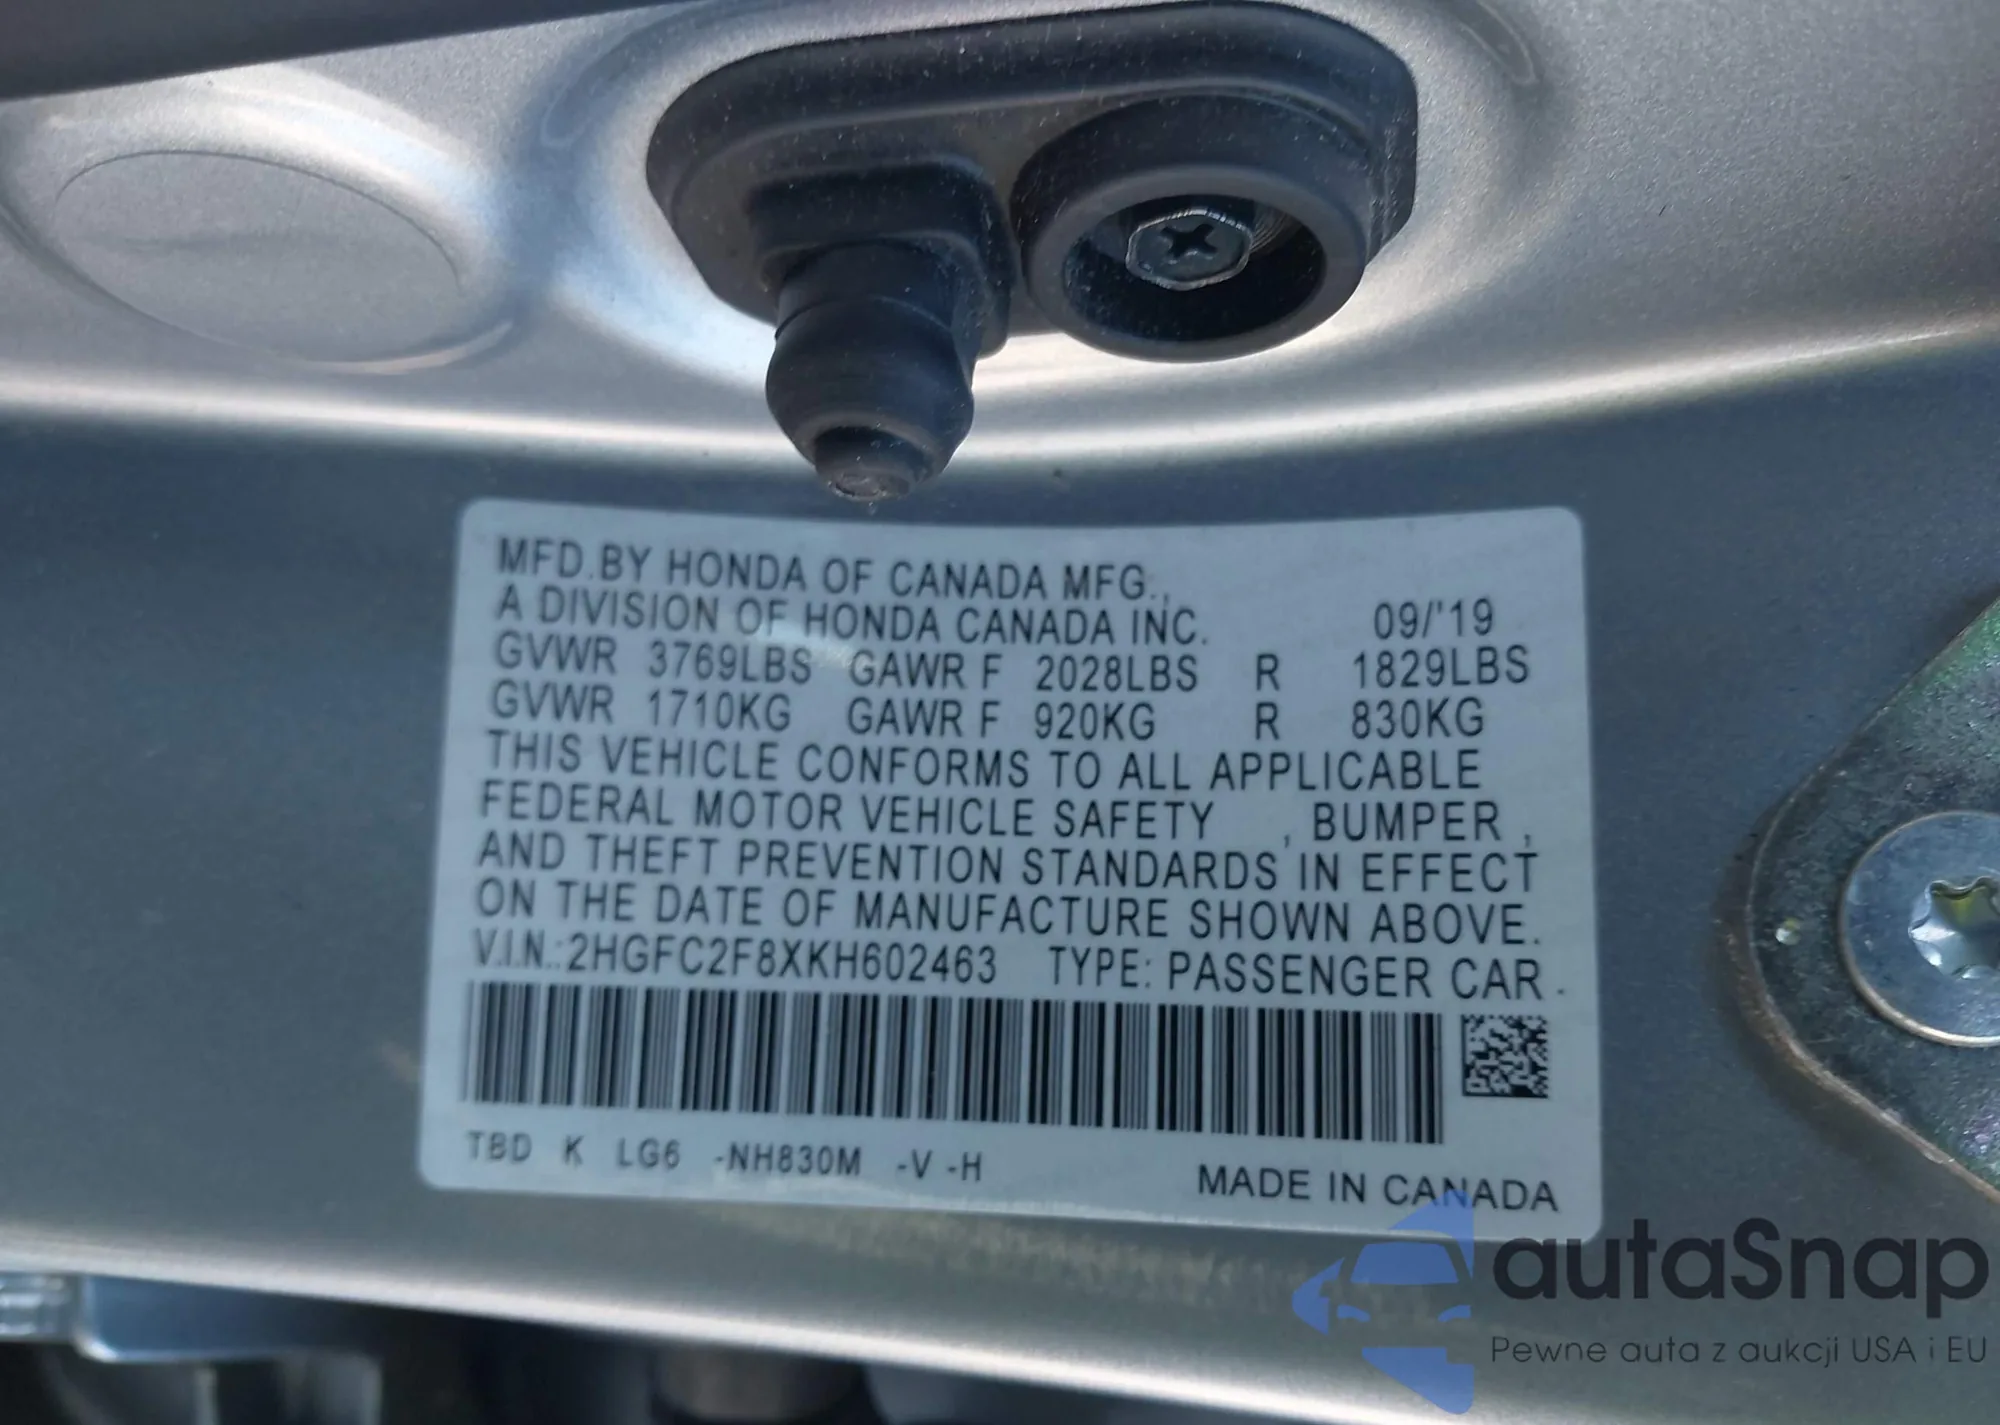 MFD.BY HONDA OF CANADA MFG.,
A DIVISION OF HONDA CANADA INC. 09/'19
GVWR 3769LBS GAWR F 2028LBS R 1829LBS
GVWR 1710KG GAWR F 920KG R 830KG
THIS VEHICLE CONFORMS TO ALL APPLICABLE
FEDERAL MOTOR VEHICLE SAFETY , BUMPER ,
AND THEFT PREVENTION STANDARDS IN EFFECT
ON THE DATE OF MANUFACTURE SHOWN ABOVE.
V.I.N.:2HGFC2F8XKH602463 TYPE: PASSENGER CAR .
TBD K LG6 -NH830M -V -H
MADE IN CANADA
autaSnap
Pewne auta z aukcji USA i EU